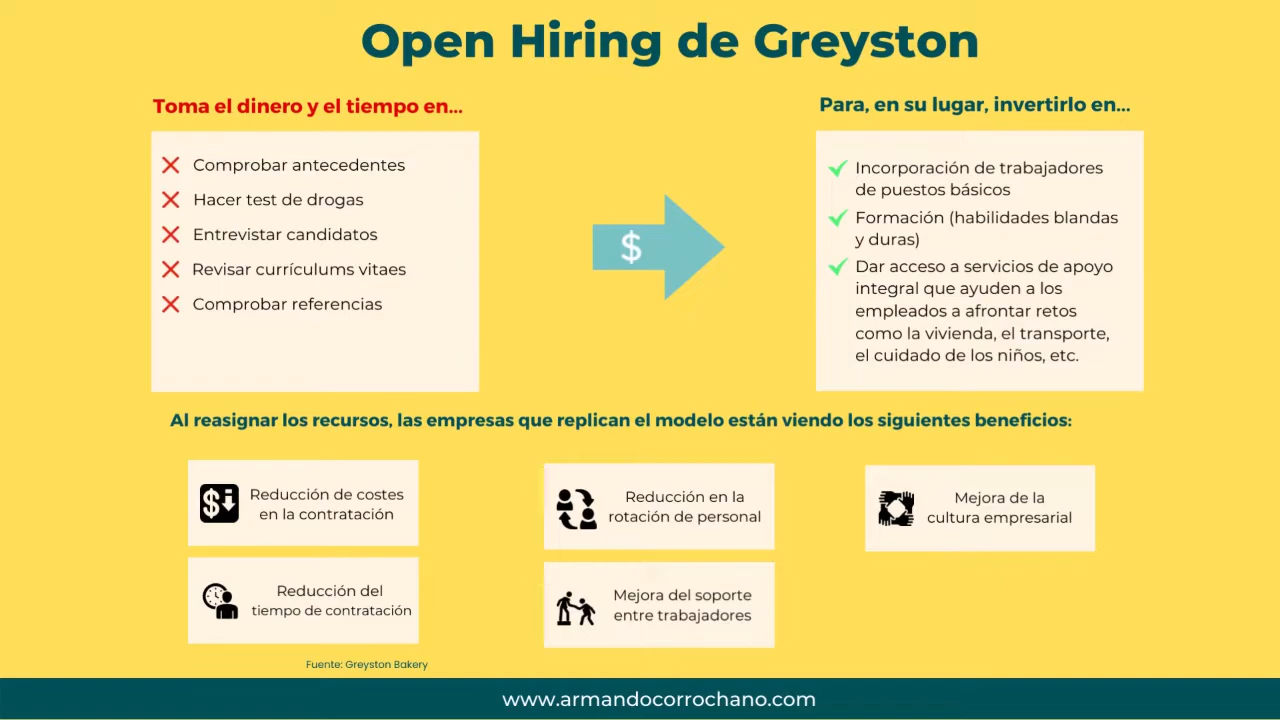 Open Hiring de Greyston
Toma el dinero y el tiempo en...
Comprobar antecedentes
Hacer test de drogas
Entrevistar candidatos
Revisar currículums vitaes
Comprobar referencias
$
Para, en su lugar, invertirlo en...
Incorporación de trabajadores
de puestos básicos
Formación (habilidades blandas
y duras)
Dar acceso a servicios de apoyo
integral que ayuden a los
empleados a afrontar retos
como la vivienda, el transporte,
el cuidado de los niños, etc.
Al reasignar los recursos, las empresas que replican el modelo están viendo los siguientes beneficios:
$
Reducción de costes
en la contratación
Reducción del
tiempo de contratación
Reducción en la
rotación de personal
Mejora del soporte
entre trabajadores
Mejora de la
cultura empresarial
Fuente: Greyston Bakery
www.armandocorrochano.com